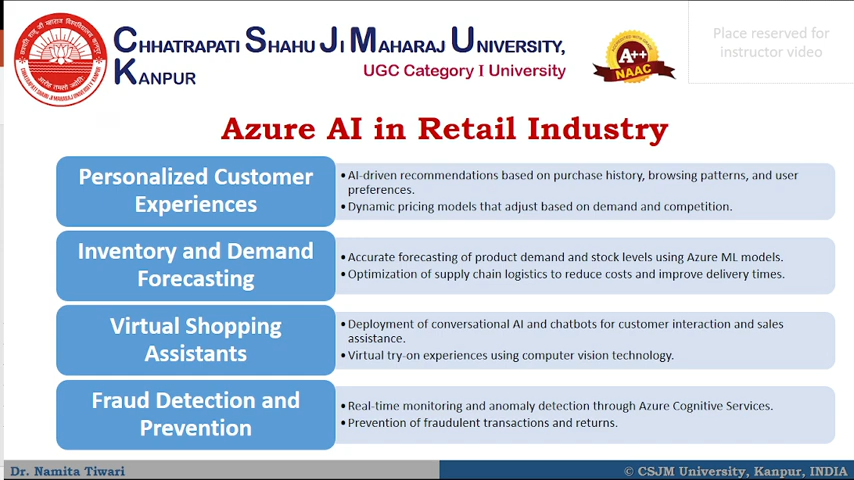 CHHATRAPATI SHAHU JI MAHARAJ UNIVERSITY,
KANPUR
UGC Category I University
ACCREDITED WITH GRADE
A++
NAAC
Place reserved for
instructor video
Azure AI in Retail Industry
Personalized Customer
Experiences
•AI-driven recommendations based on purchase history, browsing patterns, and user
preferences.
•Dynamic pricing models that adjust based on demand and competition.
Inventory and Demand
Forecasting
•Accurate forecasting of product demand and stock levels using Azure ML models.
•Optimization of supply chain logistics to reduce costs and improve delivery times.
Virtual Shopping
Assistants
•Deployment of conversational AI and chatbots for customer interaction and sales
assistance.
•Virtual try-on experiences using computer vision technology.
Fraud Detection and
Prevention
•Real-time monitoring and anomaly detection through Azure Cognitive Services.
•Prevention of fraudulent transactions and returns.
Dr. Namita Tiwari
© CSJM University, Kanpur, INDIA